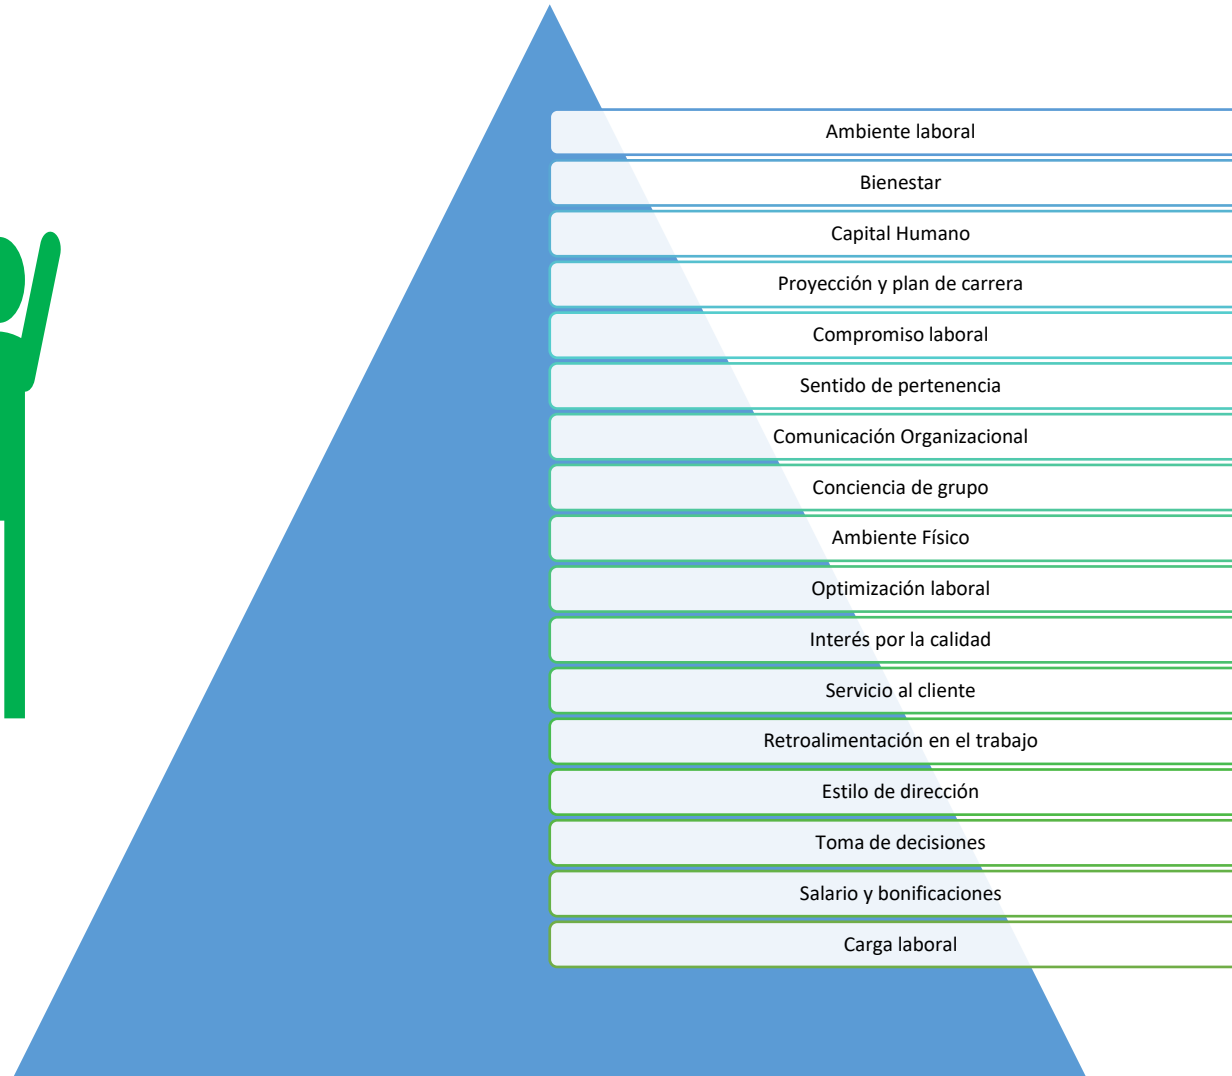 Ambiente laboral
Bienestar
Capital Humano
Proyección y plan de carrera
Compromiso laboral
Sentido de pertenencia
Comunicación Organizacional
Conciencia de grupo
Ambiente Físico
Optimización laboral
Interés por la calidad
Servicio al cliente
Retroalimentación en el trabajo
Estilo de dirección
Toma de decisiones
Salario y bonificaciones
Carga laboral